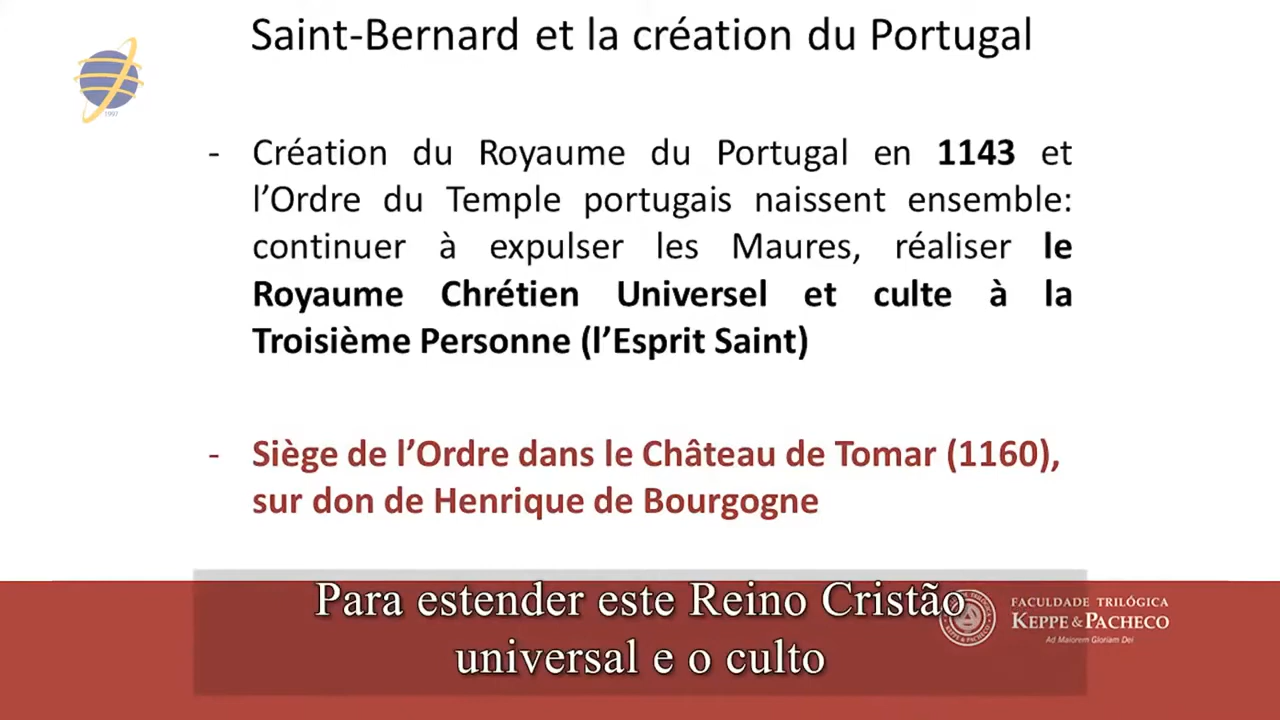 Saint-Bernard et la création du Portugal
1997
- Création du Royaume du Portugal en 1143 et
l’Ordre du Temple portugais naissent ensemble:
continuer à expulser les Maures, réaliser le
Royaume Chrétien Universel et culte à la
Troisième Personne (l’Esprit Saint)
- Siège de l’Ordre dans le Château de Tomar (1160),
sur don de Henrique de Bourgogne
Para estender este Reino Cristão
universal e o culto
FACULDADE TRILÓGICA
KEPPE & PACHECO
Ad Maiorem Gloriam Dei